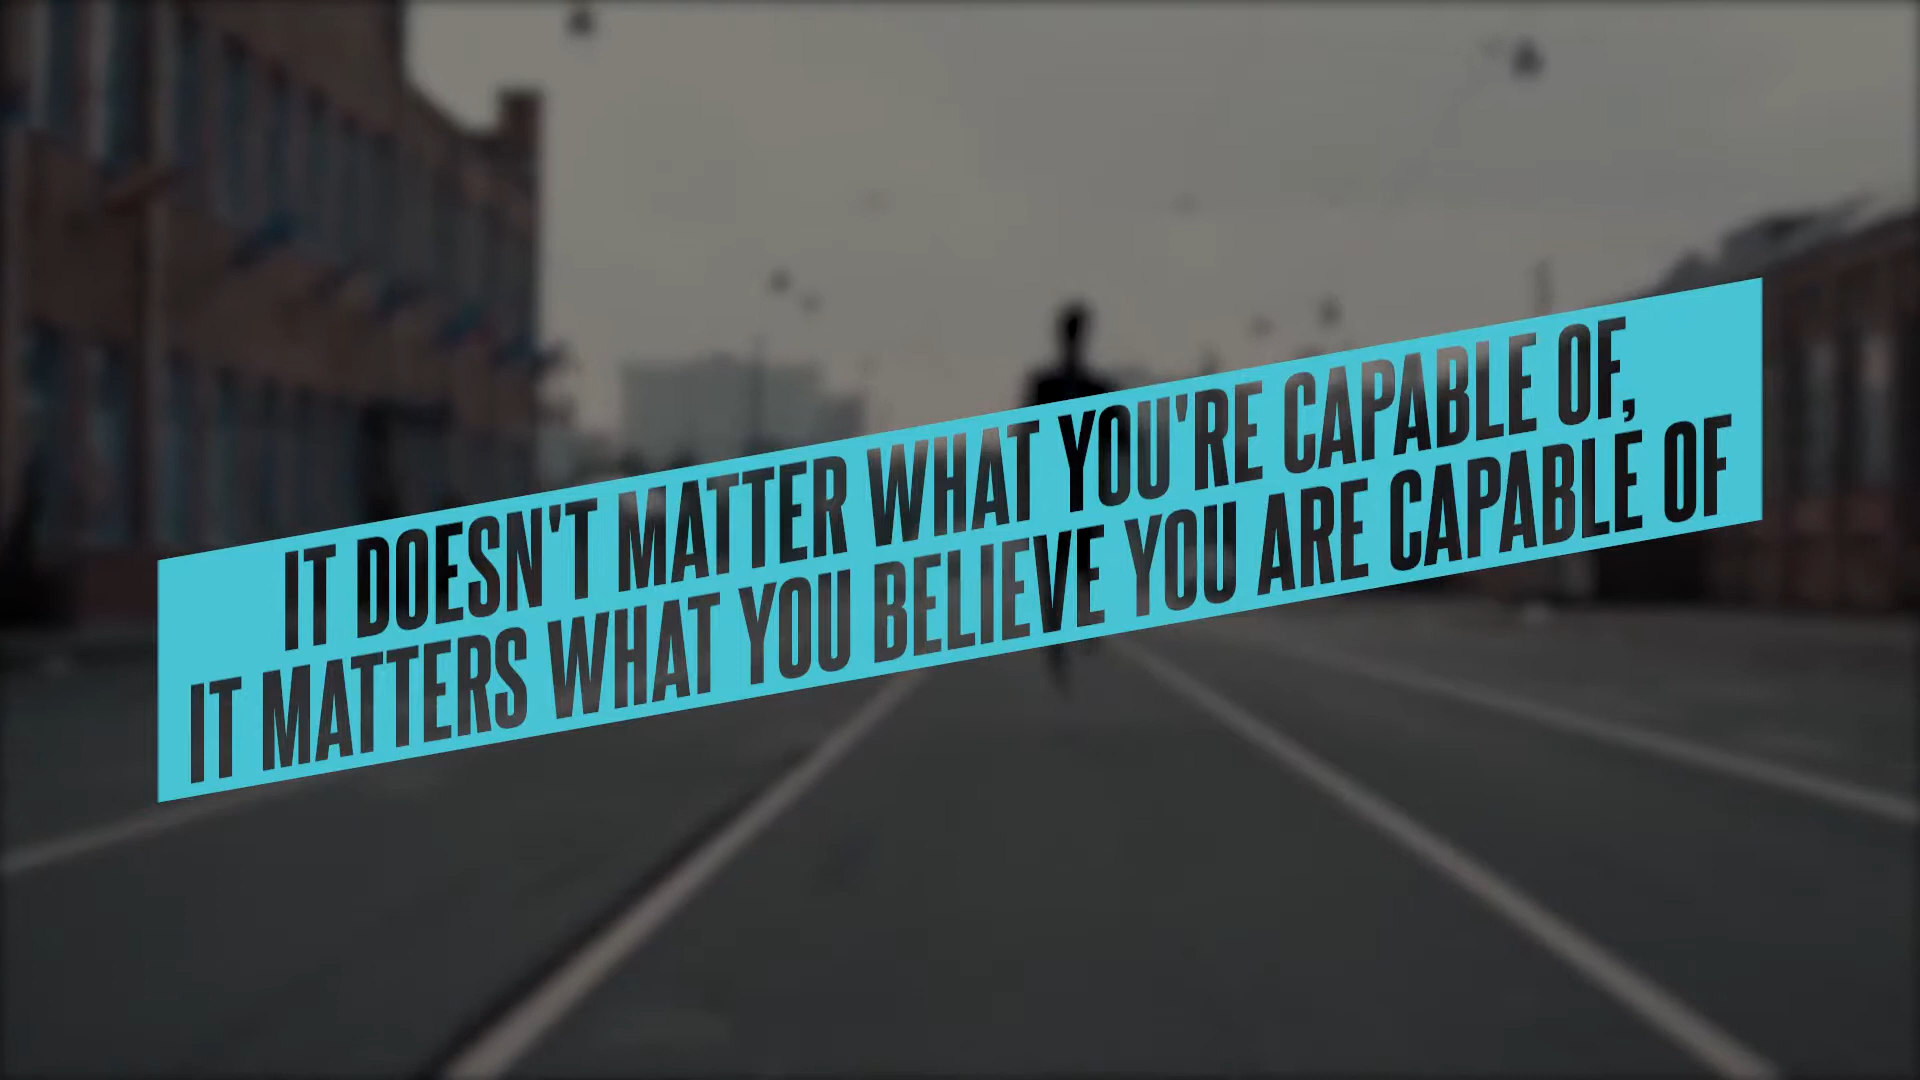 IT DOESN'T MATTER WHAT YOU'RE CAPABLE OF,
IT MATTERS WHAT YOU BELIEVE YOU ARE CAPABLE OF